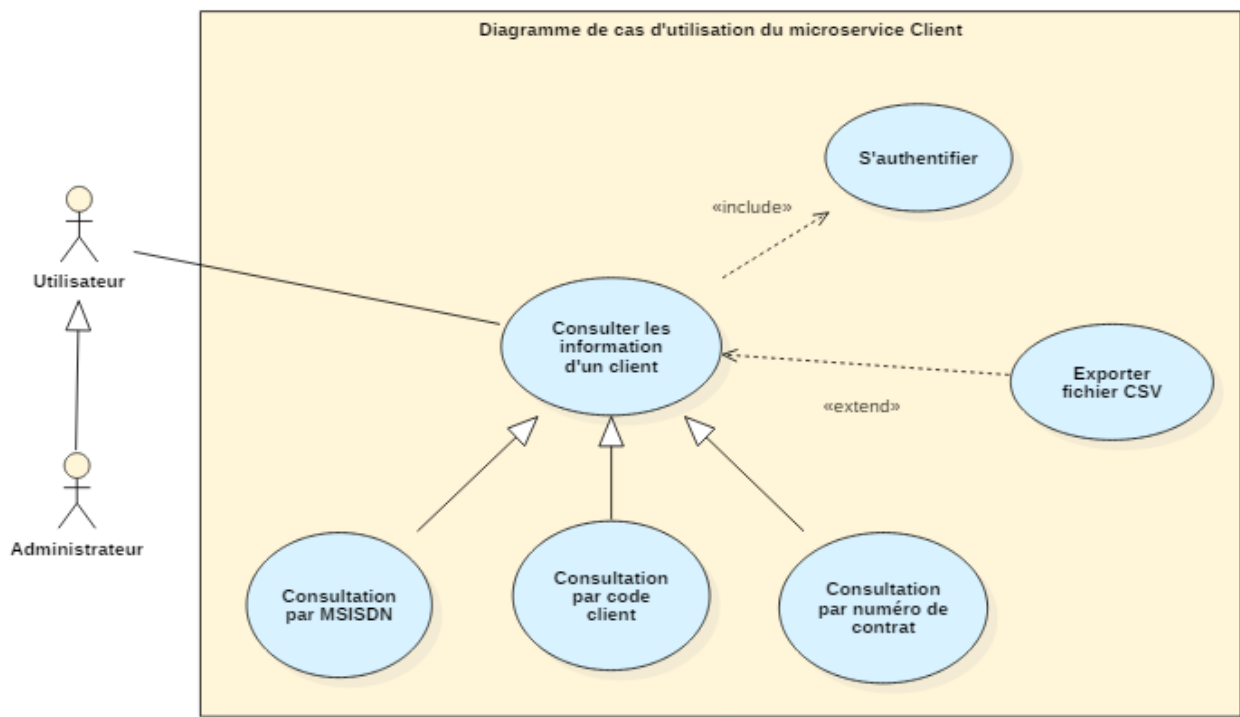 Diagramme de cas d'utilisation du microservice Client
S'authentifier
«include»
Utilisateur
Consulter les
information
d'un client
Exporter
fichier CSV
«extend»
Administrateur
Consultation
par MSISDN
Consultation
par code
client
Consultation
par numéro de
contrat